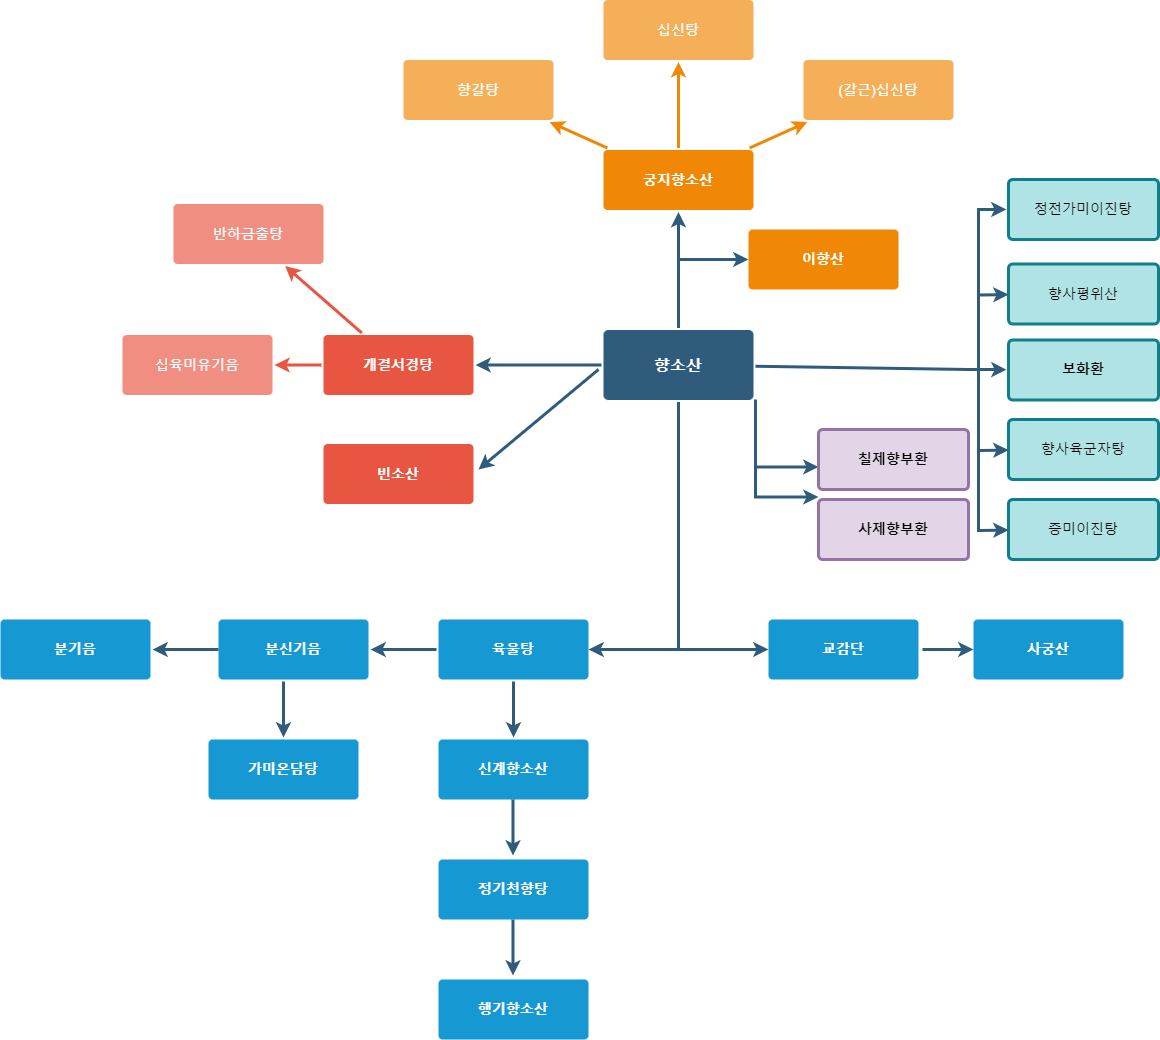 십신탕
향갈탕
(갈근)십신탕
궁지향소산
정전가미이진탕
반하금출탕
이향산
향사평위산
십육미유기음
개결서경탕
향소산
보화환
칠제향부환
향사육군자탕
빈소산
사제향부환
증미이진탕
분기음
분신기음
육울탕
교감단
사궁산
가미온담탕
신계향소산
정기천향탕
행기향소산